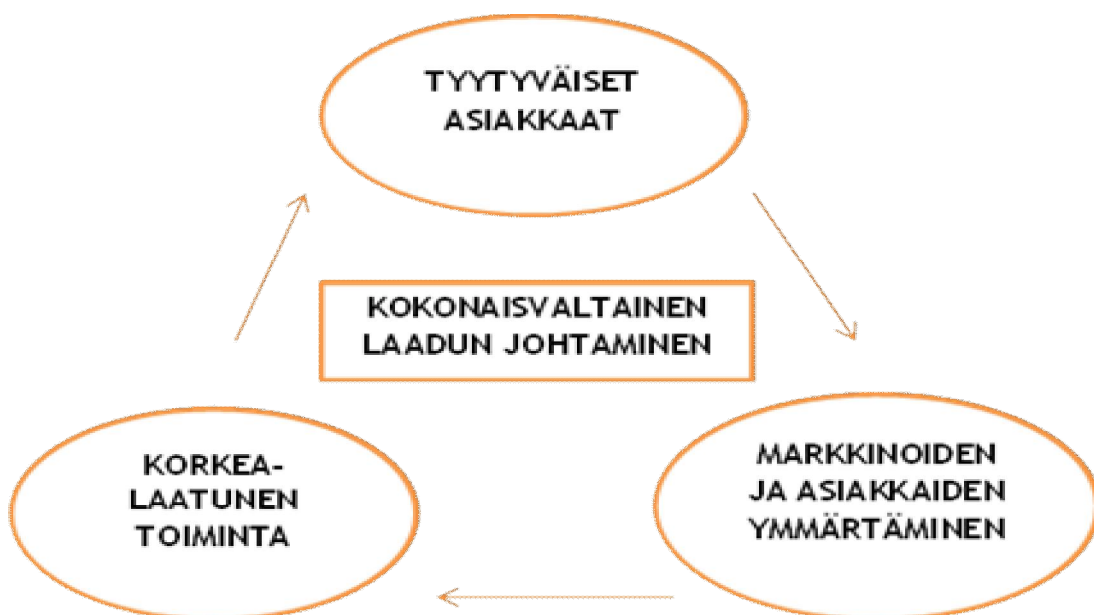 TYYTYVÄISET
ASIAKKAAT
KOKONAISVALTAINEN
LAADUN JOHTAMINEN
KORKEA-
LAATUNEN
TOIMINTA
MARKKINOIDEN
JA ASIAKKAIDEN
YMMÄRTÄMINEN